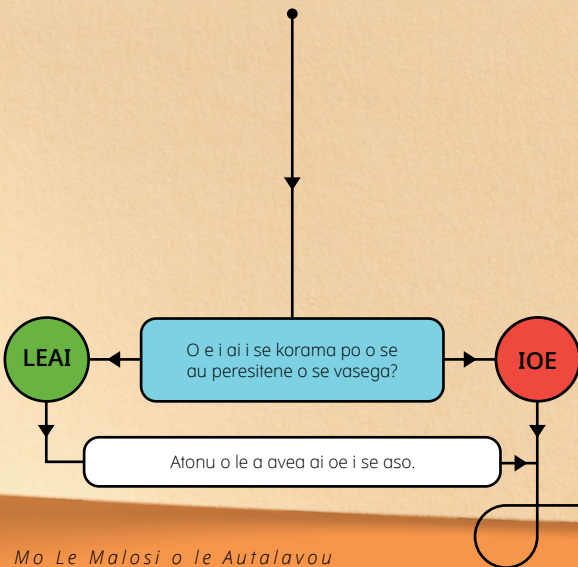 O e i ai i se korama po o se
au peresitene o se vasega?
LEAI
IOE
Atonu o le a avea ai oe i se aso.
Mo Le Malosi o le Autalavou